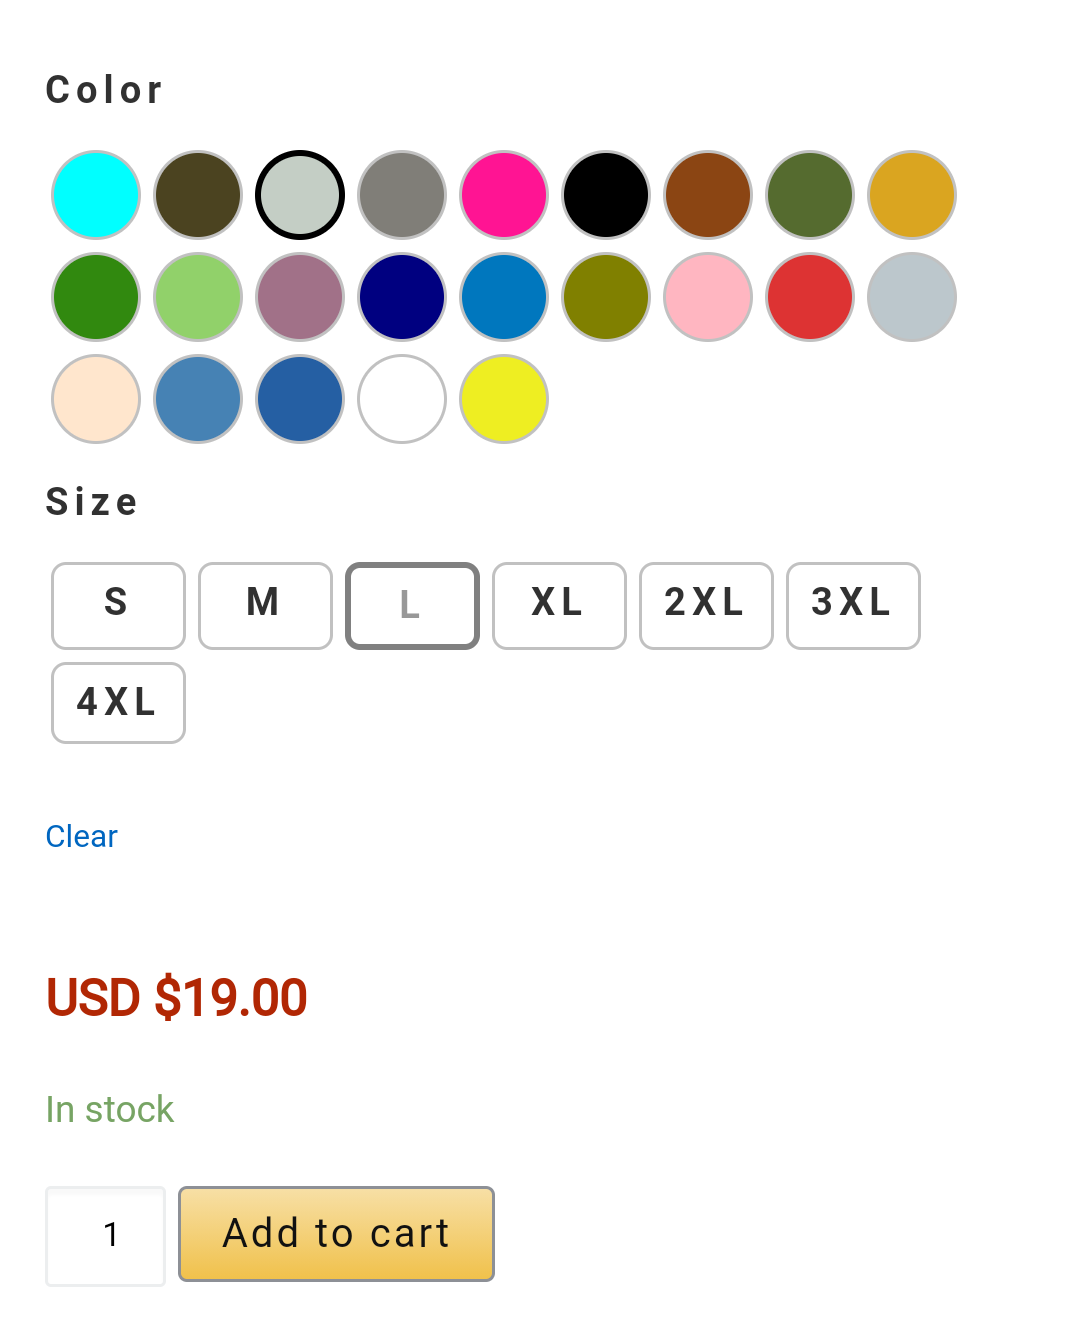 Color
Size
S M L XL 2XL 3XL
4XL
Clear
USD $19.00
In stock
1 Add to cart